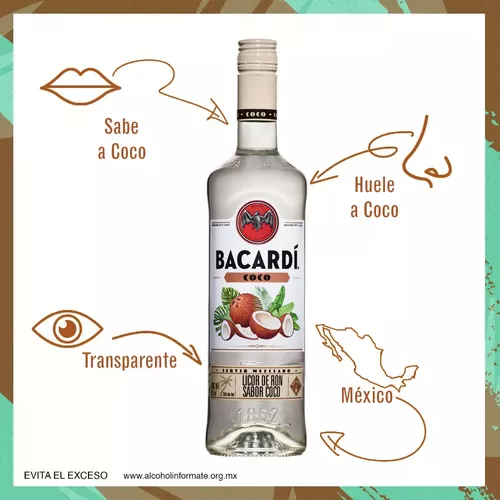 Sabe
a Coco
COCO
Huele
a Coco
BACARDÍ
COCO
Transparente
SERVIR MEZCLADO
LICOR DE RON
SABOR COCO
1862
México
EVITA EL EXCESO www.alcoholinformate.org.mx